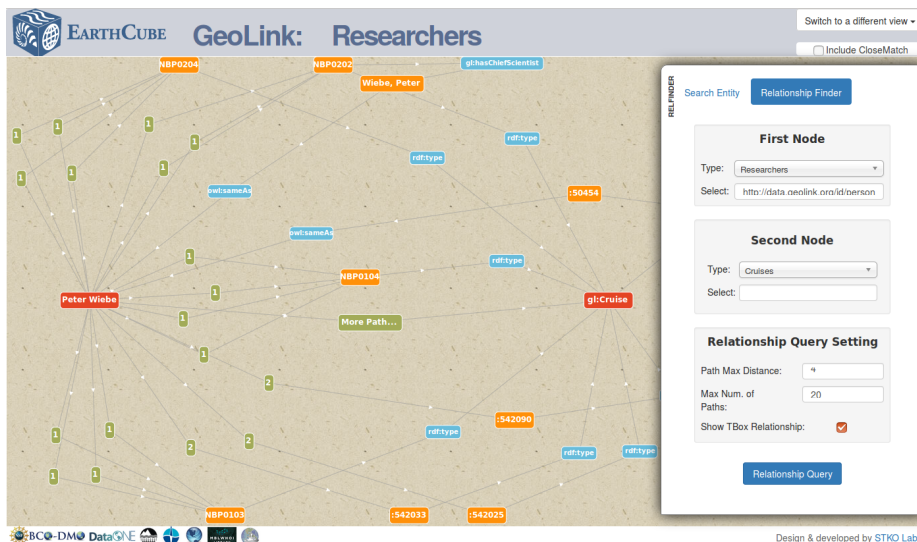 EARTHCUBE GeoLink: Researchers
Switch to a different view
Include CloseMatch
NBP0204
NBP0202
gl:hasChiefScientist
Wiebe, Peter
1
1
1
1
rdf:type
1
1
1
rdf:type
owl:sameAs
:50454
owl:sameAs
1
rdf:type
NBP0104
1
Peter Wiebe
gl:Cruise
1
More Path...
1
2
:542090
1
1
rdf:type
2
2
rdf:type
rdf:type
1
1
NBP0103
:542033
:542025
RELFINDER
Search Entity
Relationship Finder
First Node
Type: Researchers
Select: http://data.geolink.org/id/person
Second Node
Type: Cruises
Select:
Relationship Query Setting
Path Max Distance:
Max Num. of 20
Paths:
Show TBox Relationship:
Relationship Query
BCO-DMO DataONE
Design & developed by STKO Lab